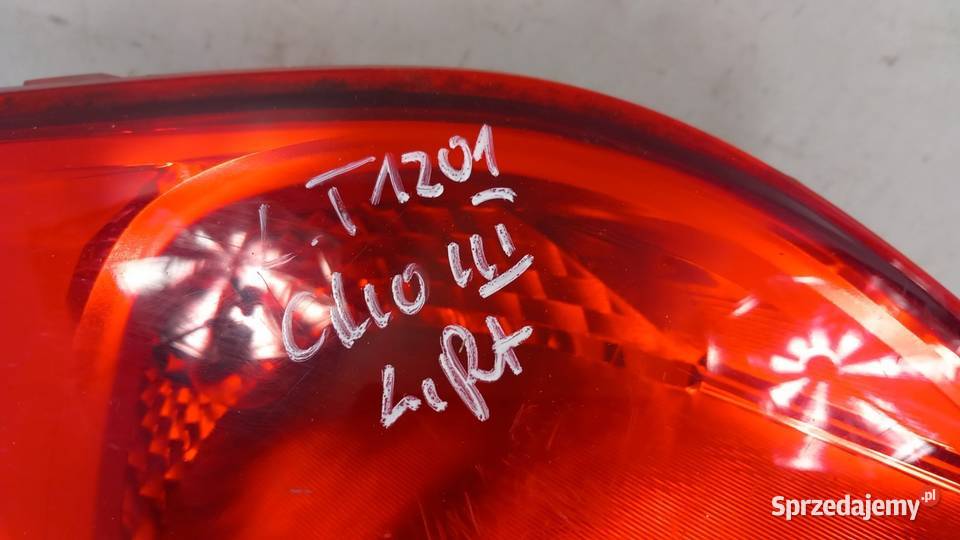 L.T1201
CLIO III
LIFT
Sprzedajemy.pl